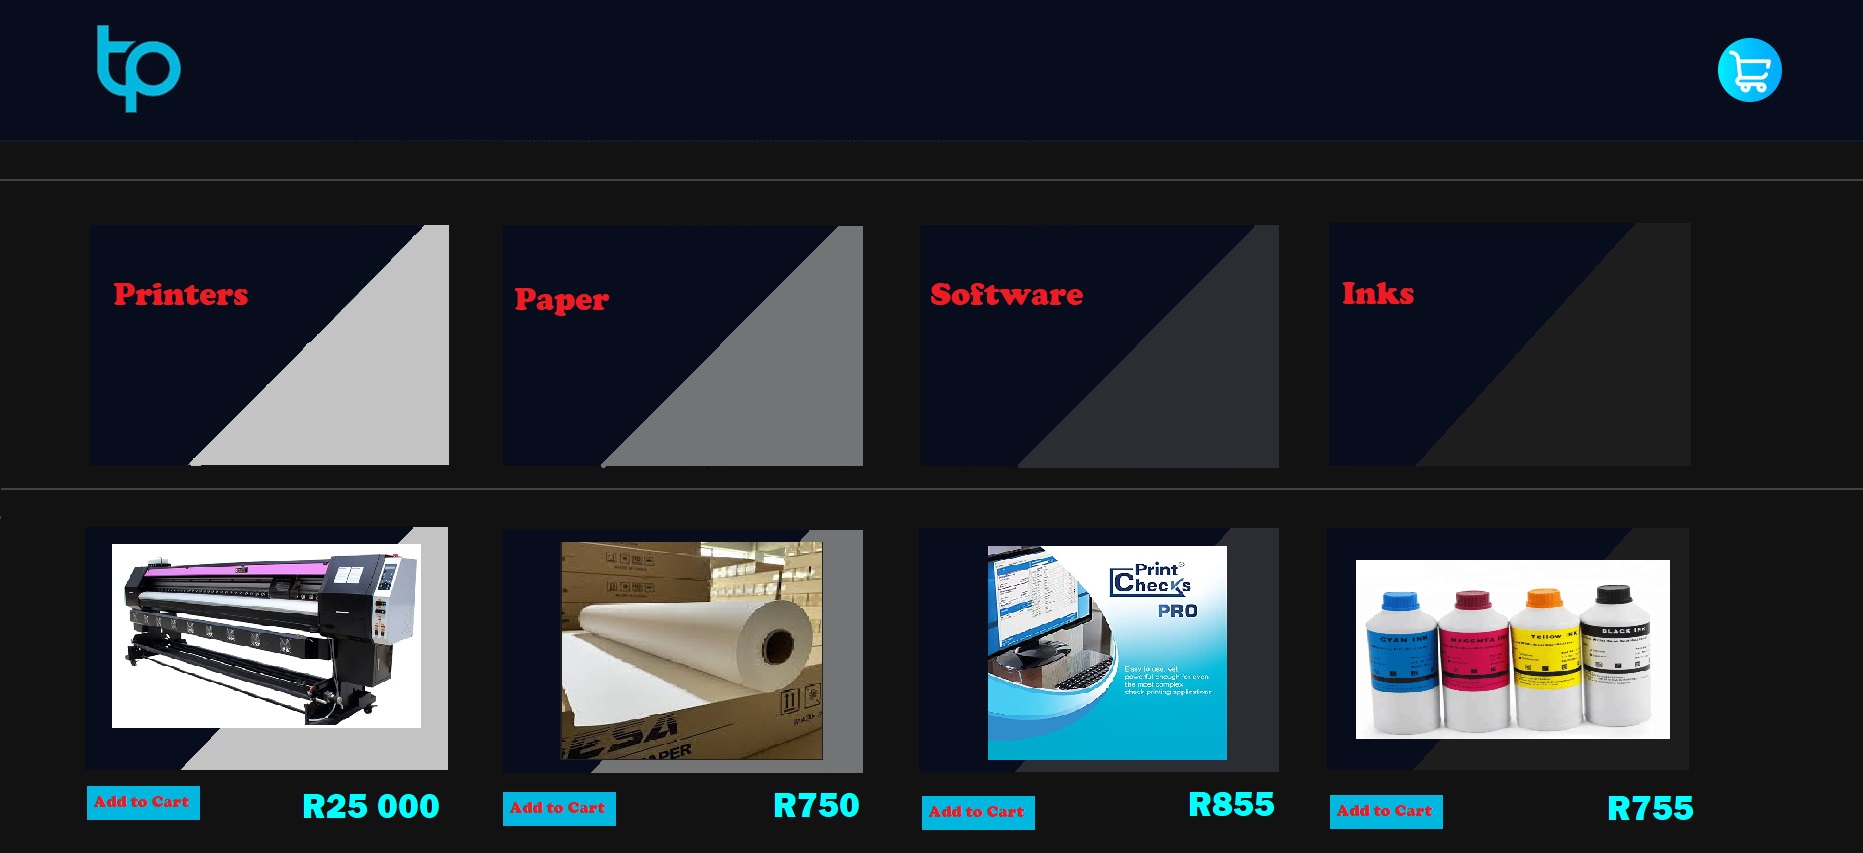 tp
Printers
Paper
Software
Inks
ESA
PAPER
Print
Checks
PRO
Easy to use, yet
powerful enough for even
the most complex
check printing applications
CYAN INK
MAGENTA INK
Yellow INK
BLACK INK
Add to Cart
R25 000
Add to Cart
R750
Add to Cart
R855
Add to Cart
R755